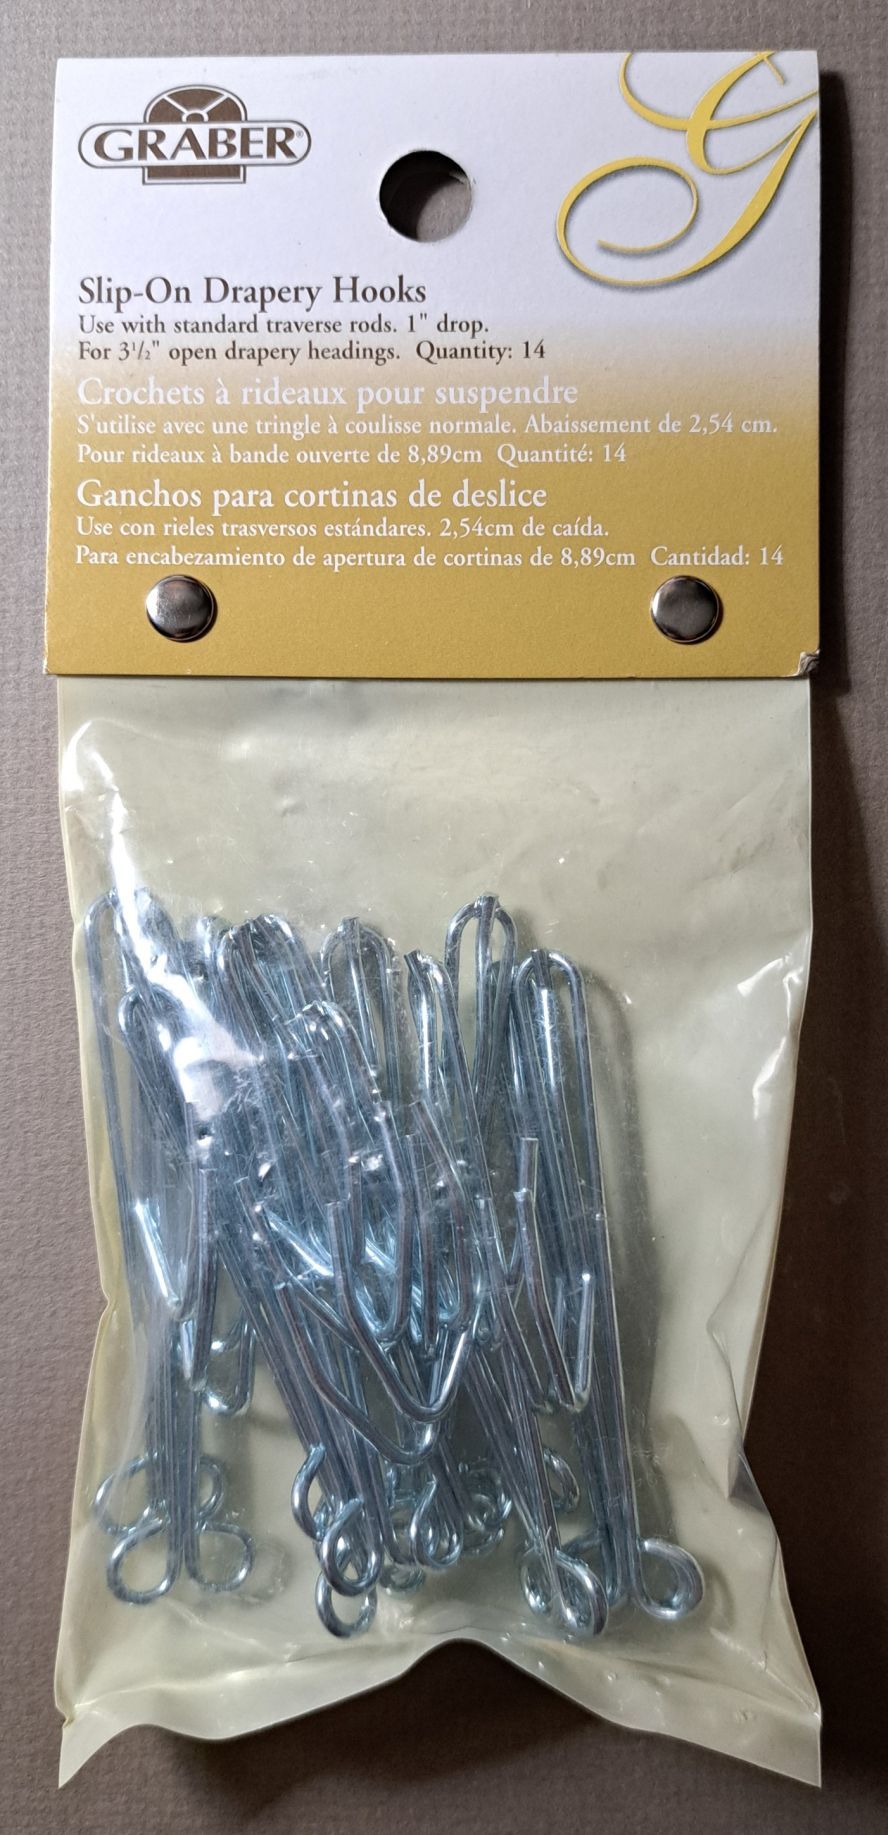 GRABER®
G
Slip-On Drapery Hooks
Use with standard traverse rods. 1" drop.
For 3½" open drapery headings. Quantity: 14
Crochets à rideaux pour suspendre
S'utilise avec une tringle à coulisse normale. Abaissement de 2,54 cm.
Pour rideaux à bande ouverte de 8,89cm Quantité: 14
Ganchos para cortinas de deslice
Use con rieles trasversos estándares. 2,54cm de caída.
Para encabezamiento de apertura de cortinas de 8,89cm Cantidad: 14